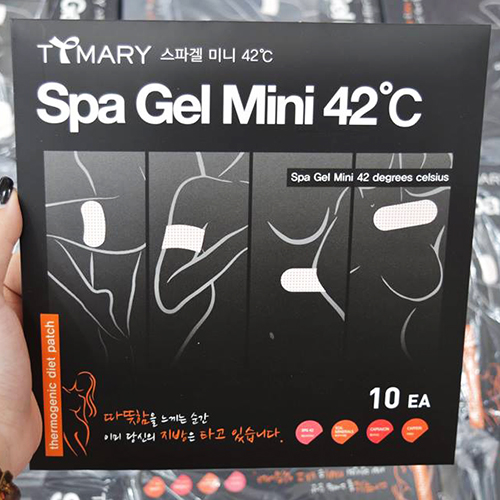 TYMARY 스파겔 미니 42℃
Spa Gel Mini 42℃
Spa Gel Mini 42 degrees celsius
thermogenic diet patch
10 EA
따뜻함을 느끼는 순간
이미 당신의 지방은 타고 있습니다.